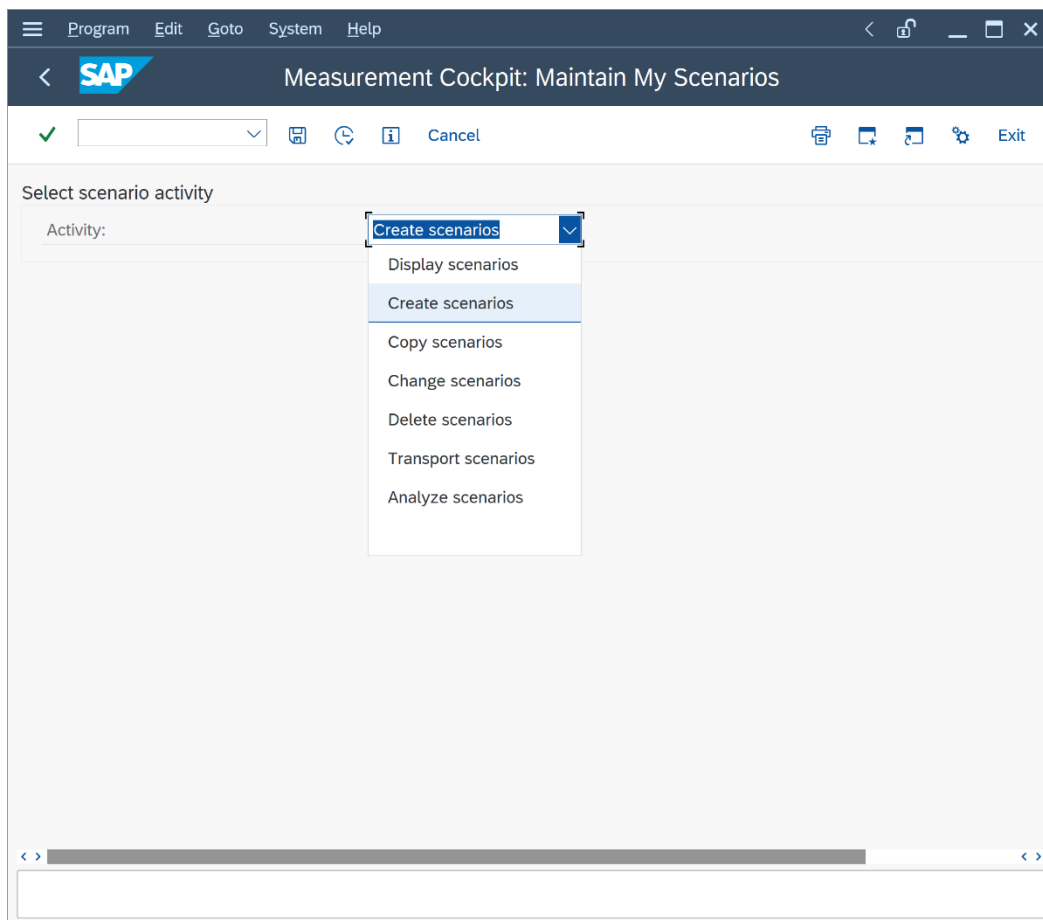 Program Edit Goto System Help
SAP Measurement Cockpit: Maintain My Scenarios
Cancel Exit
Select scenario activity
Activity: Create scenarios
Display scenarios
Create scenarios
Copy scenarios
Change scenarios
Delete scenarios
Transport scenarios
Analyze scenarios